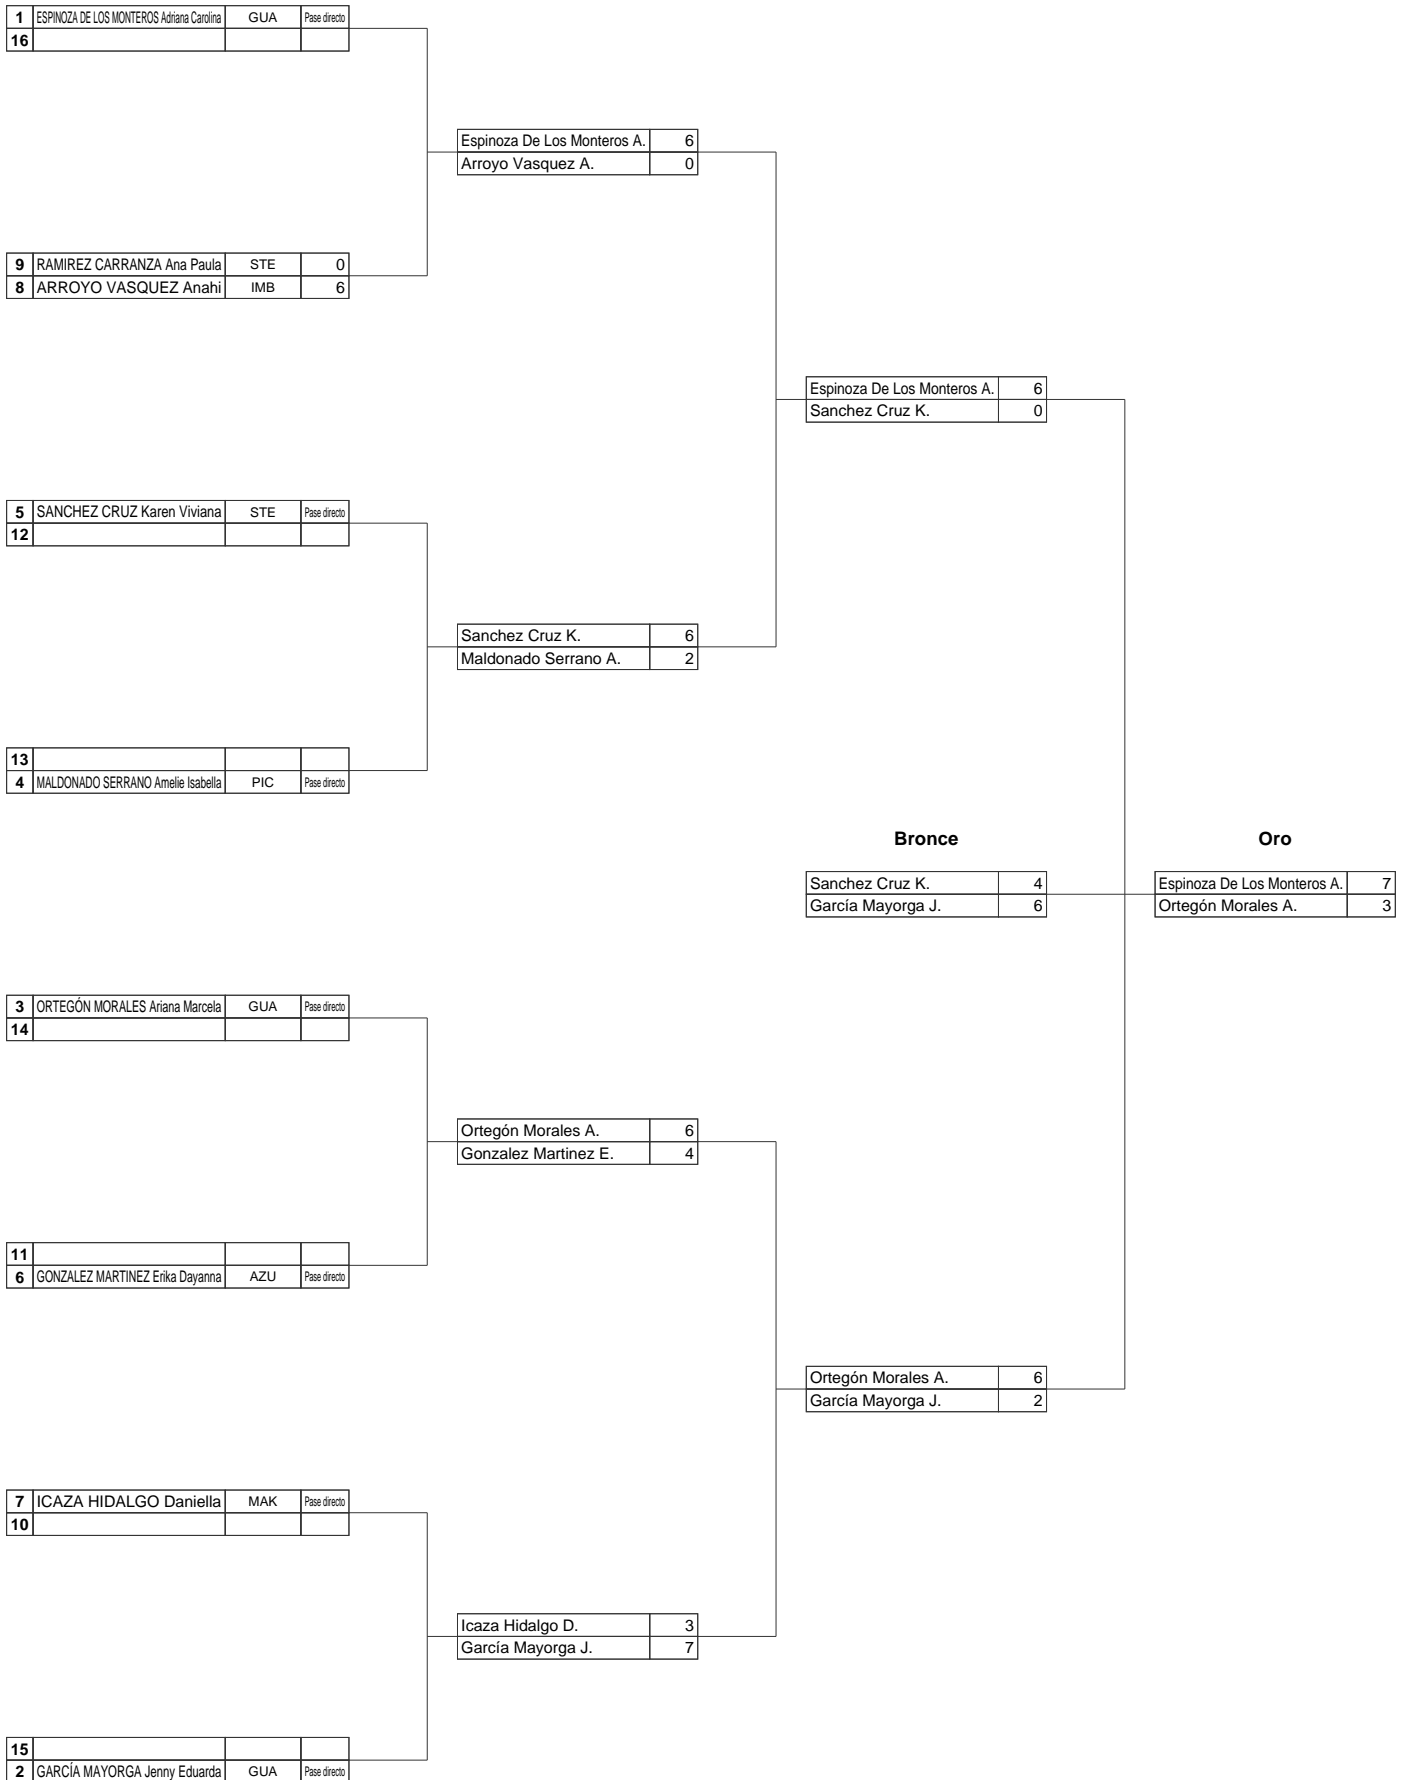 1 ESPINOZA DE LOS MONTEROS Adriana Carolina GUA Pase directo
16
Espinoza De Los Monteros A. 6
Arroyo Vasquez A. 0
9 RAMIREZ CARRANZA Ana Paula STE 0
8 ARROYO VASQUEZ Anahi IMB 6
Espinoza De Los Monteros A. 6
Sanchez Cruz K. 0
5 SANCHEZ CRUZ Karen Viviana STE Pase directo
12
Sanchez Cruz K. 6
Maldonado Serrano A. 2
13
4 MALDONADO SERRANO Amelie Isabella PIC Pase directo
Bronce Oro
Sanchez Cruz K. 4 Espinoza De Los Monteros A. 7
García Mayorga J. 6 Ortegón Morales A. 3
3 ORTEGÓN MORALES Ariana Marcela GUA Pase directo
14
Ortegón Morales A. 6
Gonzalez Martinez E. 4
11
6 GONZALEZ MARTINEZ Erika Dayanna AZU Pase directo
Ortegón Morales A. 6
García Mayorga J. 2
7 ICAZA HIDALGO Daniella MAK Pase directo
10
Icaza Hidalgo D. 3
García Mayorga J. 7
15
2 GARCÍA MAYORGA Jenny Eduarda GUA Pase directo